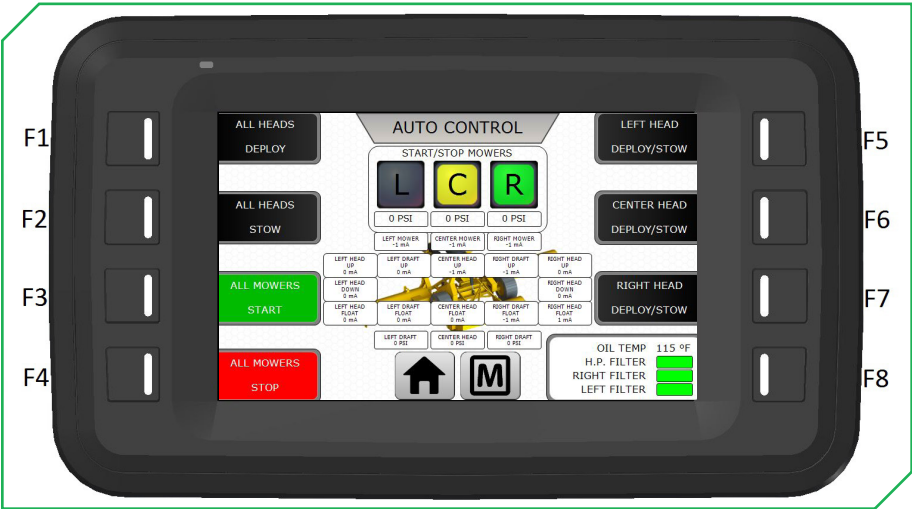 F1
F2
F3
F4
ALL HEADS
DEPLOY
ALL HEADS
STOW
ALL MOWERS
START
ALL MOWERS
STOP
AUTO CONTROL
START/STOP MOWERS
L C R
0 PSI 0 PSI 0 PSI
LEFT MOWER CENTER MOWER RIGHT MOWER
-1 mA -1 mA -1 mA
LEFT HEAD LEFT DRAFT CENTER HEAD RIGHT DRAFT RIGHT HEAD
UP UP UP UP UP
0 mA 0 mA -1 mA -1 mA 0 mA
LEFT HEAD RIGHT HEAD
DOWN DOWN
0 mA 0 mA
LEFT HEAD LEFT DRAFT CENTER HEAD RIGHT DRAFT RIGHT HEAD
FLOAT FLOAT FLOAT FLOAT FLOAT
0 mA 0 mA 0 mA -1 mA 1 mA
LEFT DRAFT CENTER HEAD RIGHT DRAFT
0 PSI 0 PSI 0 PSI
M
LEFT HEAD
DEPLOY/STOW
CENTER HEAD
DEPLOY/STOW
RIGHT HEAD
DEPLOY/STOW
OIL TEMP 115 ºF
H.P. FILTER
RIGHT FILTER
LEFT FILTER
F5
F6
F7
F8